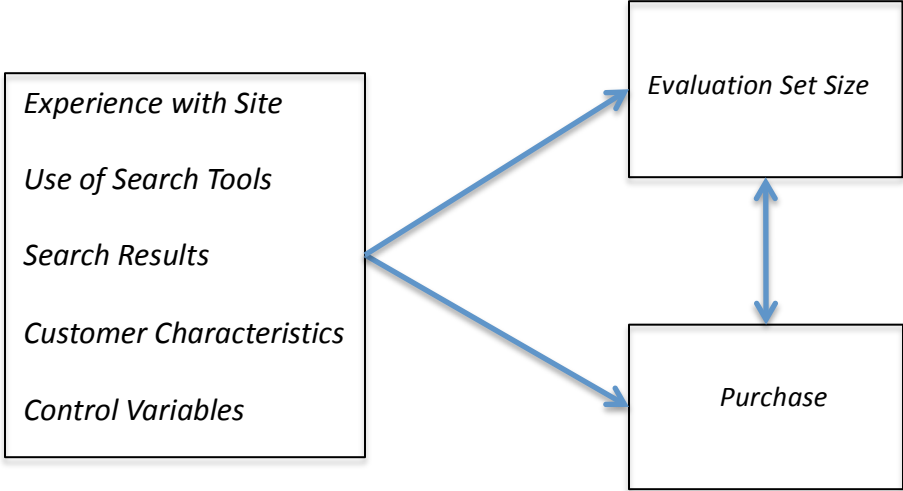 Experience with Site
Use of Search Tools
Search Results
Customer Characteristics
Control Variables
Evaluation Set Size
Purchase